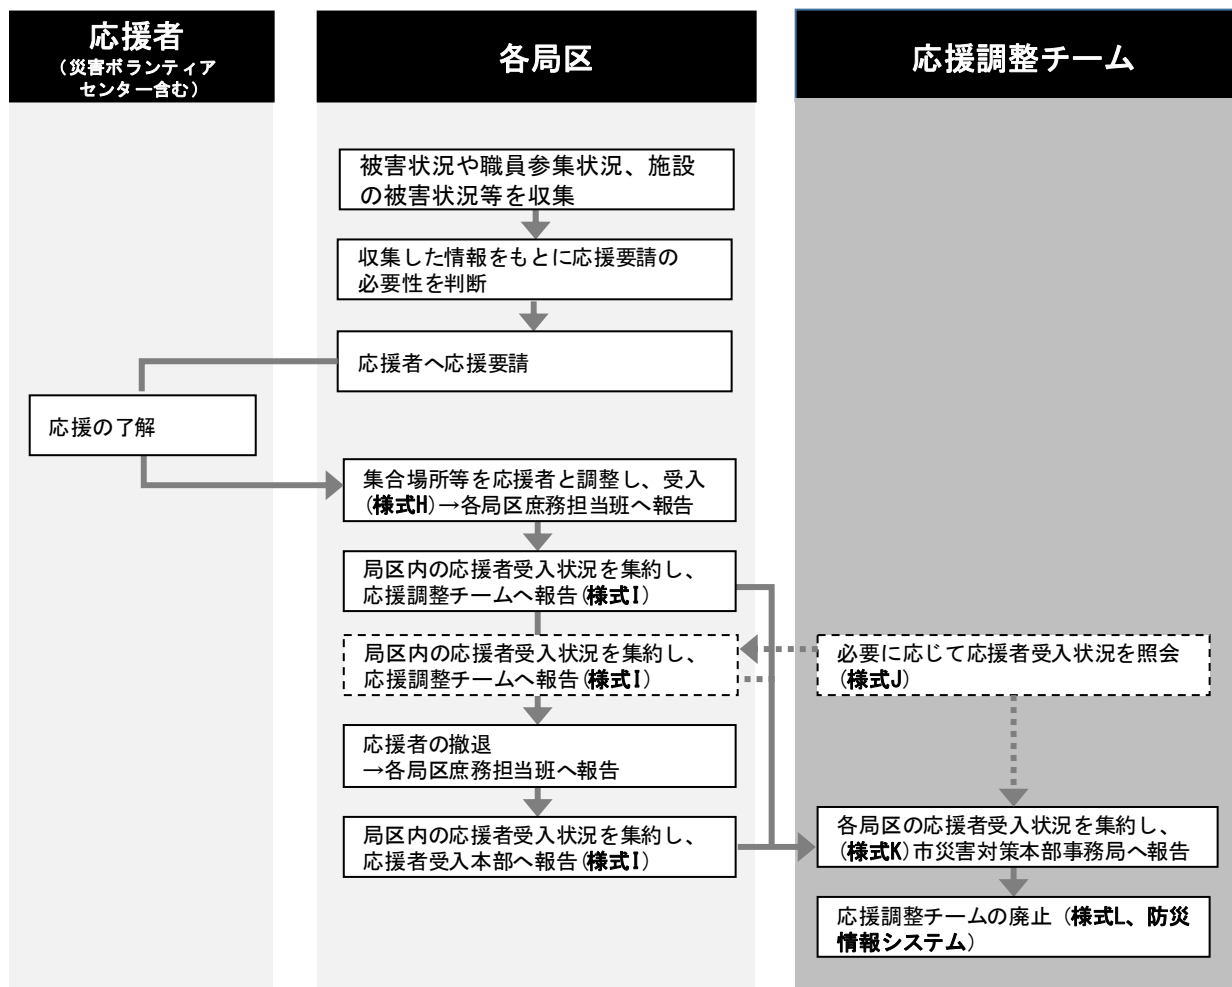 応援者
（災害ボランティア
センター含む）
各局区
応援調整チーム
被害状況や職員参集状況、施設
の被害状況等を収集
収集した情報をもとに応援要請の
必要性を判断
応援者へ応援要請
応援の了解
集合場所等を応援者と調整し、受入
(様式H)→各局区庶務担当班へ報告
局区内の応援者受入状況を集約し、
応援調整チームへ報告(様式I)
局区内の応援者受入状況を集約し、
応援調整チームへ報告(様式I)
必要に応じて応援者受入状況を照会
(様式J)
応援者の撤退
→各局区庶務担当班へ報告
局区内の応援者受入状況を集約し、
応援者受入本部へ報告(様式I)
各局区の応援者受入状況を集約し、
(様式K)市災害対策本部事務局へ報告
応援調整チームの廃止（様式L、防災
情報システム）